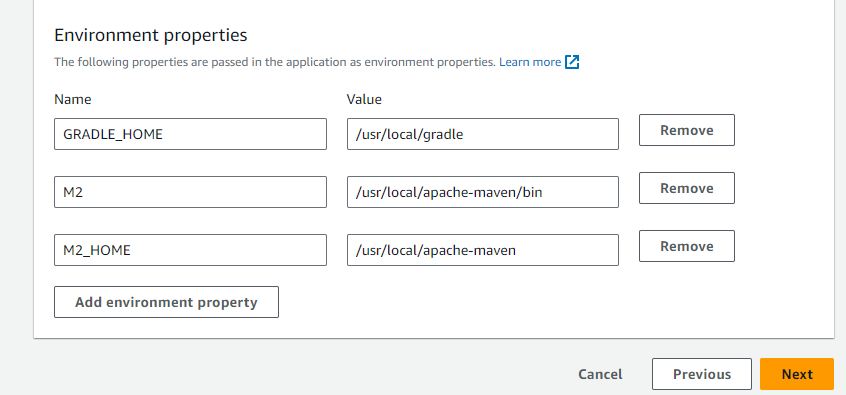 Environment properties
The following properties are passed in the application as environment properties. Learn more
Name Value
GRADLE_HOME /usr/local/gradle Remove
M2 /usr/local/apache-maven/bin Remove
M2_HOME /usr/local/apache-maven Remove
Add environment property
Cancel Previous Next